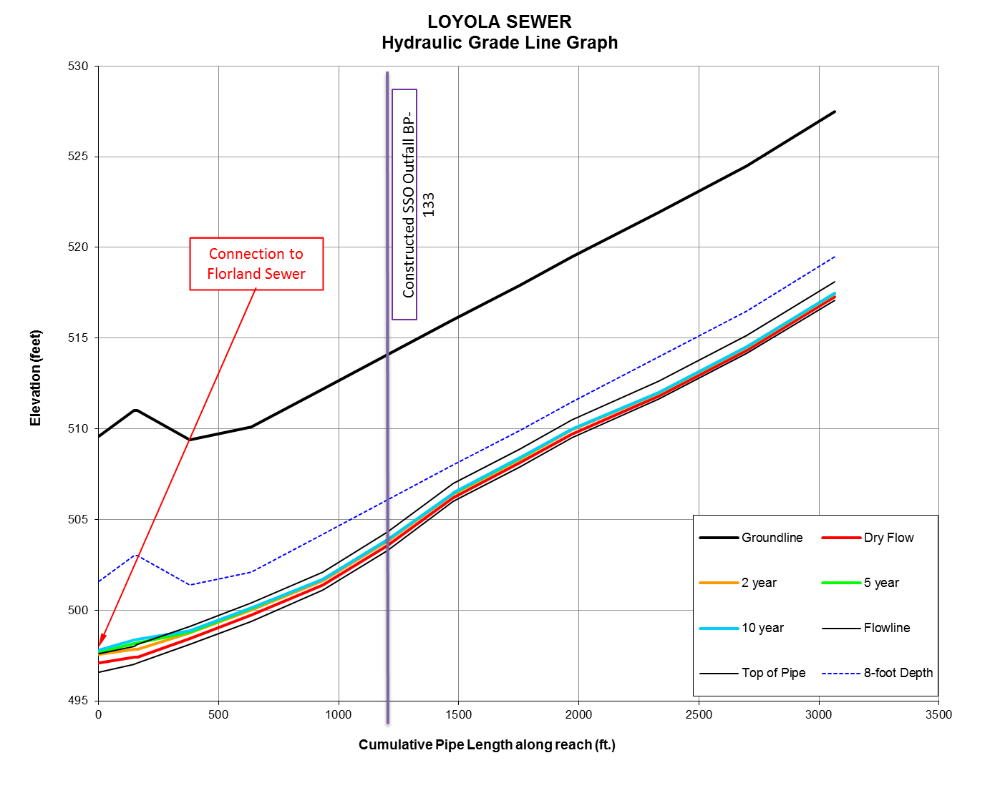 LOYOLA SEWER
Hydraulic Grade Line Graph
530
525
520
515
510
505
500
495
Elevation (feet)
Connection to
Florland Sewer
Constructed SSO Outfall BP-
133
Groundline
Dry Flow
2 year
5 year
10 year
Flowline
Top of Pipe
8-foot Depth
0
500
1000
1500
2000
2500
3000
3500
Cumulative Pipe Length along reach (ft.)